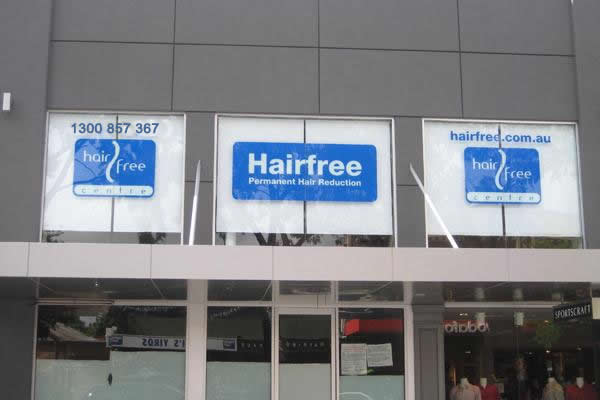 1300 857 367
hair free
centre
Hairfree
Permanent Hair Reduction
hairfree.com.au
hair free
centre
SPORTSCRAFT